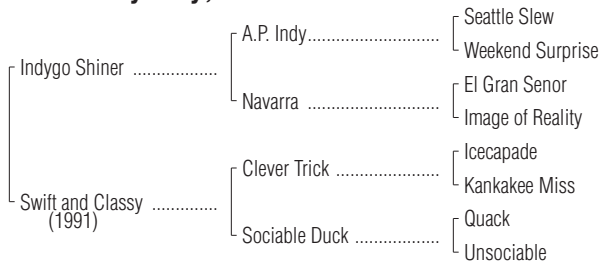 Seattle Slew
A.P. Indy..............................
Weekend Surprise
Indygo Shiner ..................
El Gran Senor
Navarra ..............................
Image of Reality
Icecapade
Clever Trick .......................
Kankakee Miss
Swift and Classy ..............
(1991)
Quack
Sociable Duck ...................
Unsociable